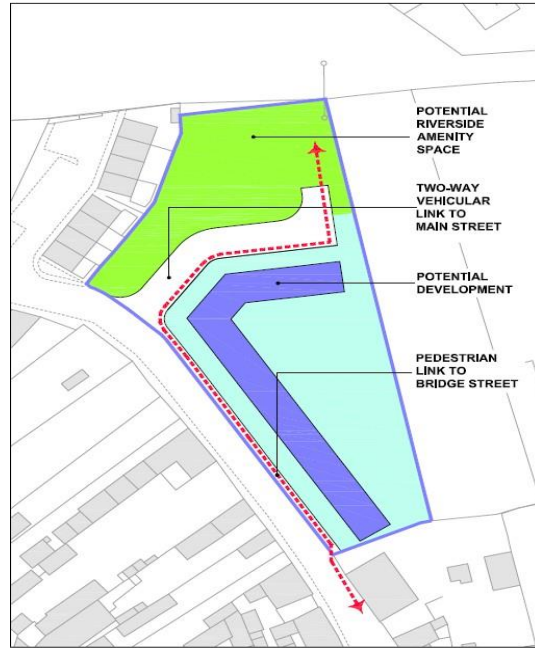 POTENTIAL
RIVERSIDE
AMENITY
SPACE
TWO-WAY
VEHICULAR
LINK TO
MAIN STREET
POTENTIAL
DEVELOPMENT
PEDESTRIAN
LINK TO
BRIDGE STREET